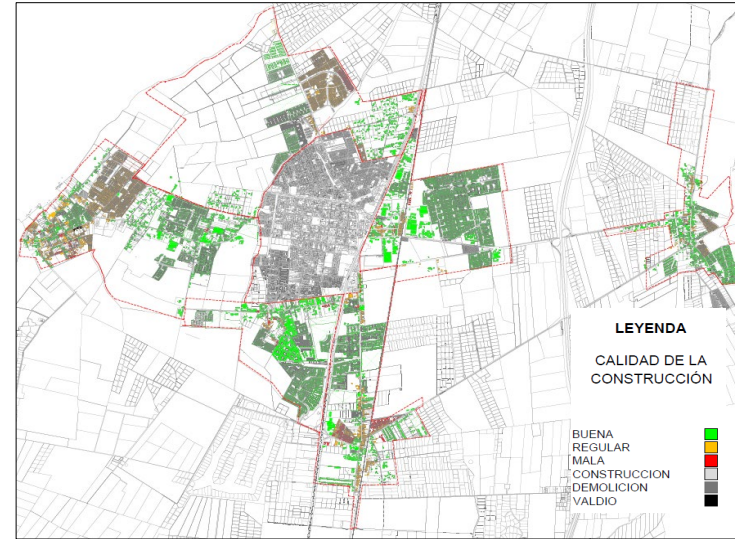 LEYENDA
CALIDAD DE LA
CONSTRUCCIÓN
BUENA
REGULAR
MALA
CONSTRUCCION
DEMOLICION
VALDIO